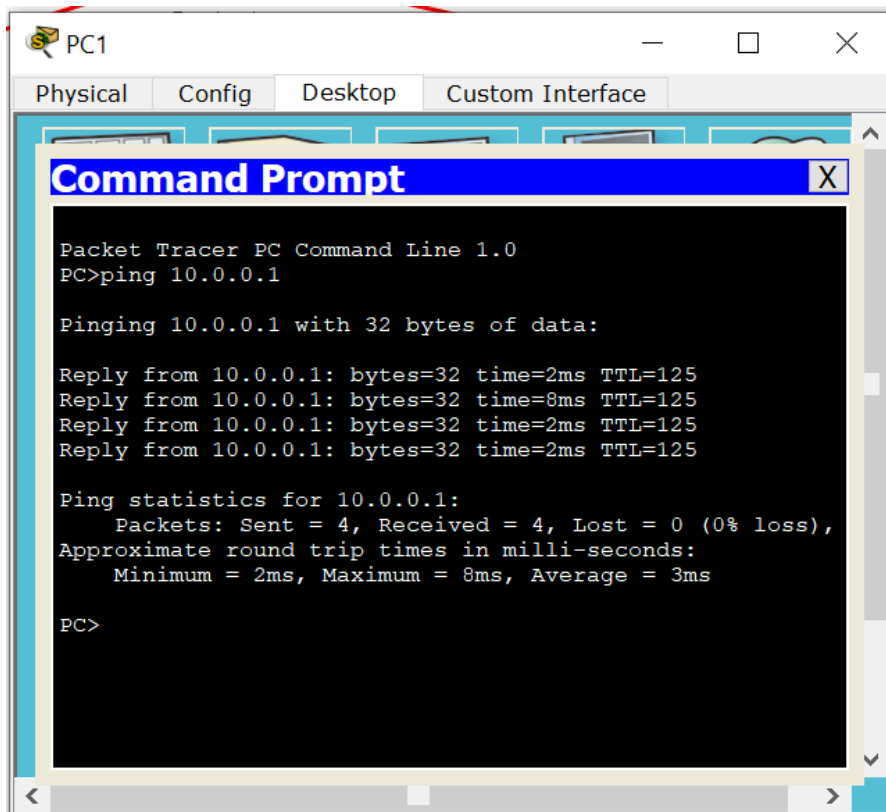 PC1
Physical Config Desktop Custom Interface
Command Prompt X
Packet Tracer PC Command Line 1.0
PC>ping 10.0.0.1
Pinging 10.0.0.1 with 32 bytes of data:
Reply from 10.0.0.1: bytes=32 time=2ms TTL=125
Reply from 10.0.0.1: bytes=32 time=8ms TTL=125
Reply from 10.0.0.1: bytes=32 time=2ms TTL=125
Reply from 10.0.0.1: bytes=32 time=2ms TTL=125
Ping statistics for 10.0.0.1:
Packets: Sent = 4, Received = 4, Lost = 0 (0% loss),
Approximate round trip times in milli-seconds:
Minimum = 2ms, Maximum = 8ms, Average = 3ms
PC>